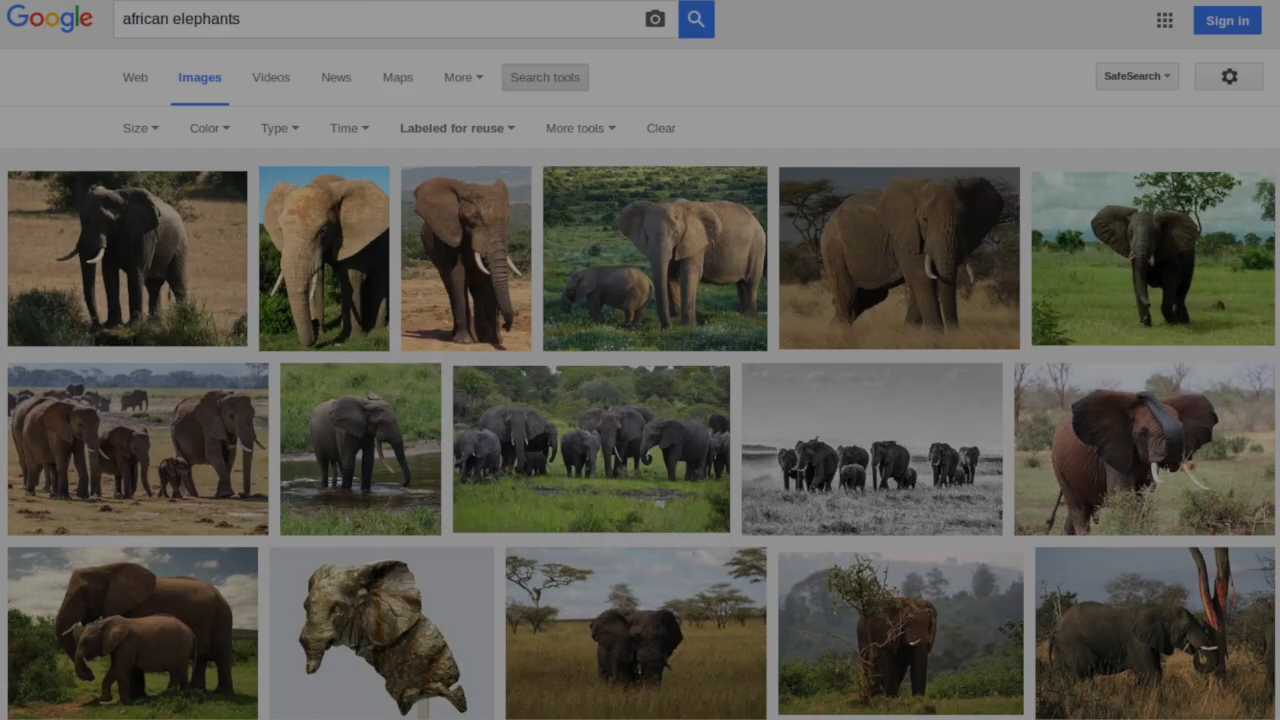 Google african elephants Sign in
Web Images Videos News Maps More Search tools SafeSearch
Size Color Type Time Labeled for reuse More tools Clear